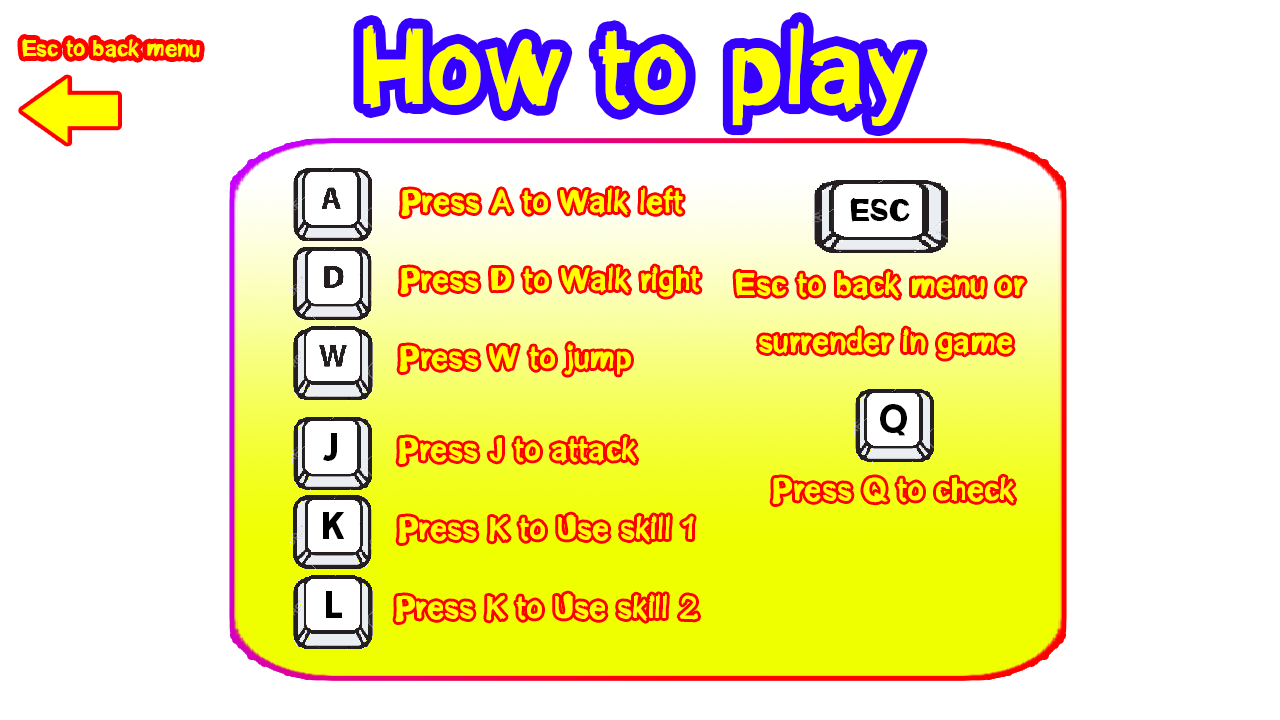 Esc to back menu
How to play
A
Press A to Walk left
D
Press D to Walk right
W
Press W to jump
J
Press J to attack
K
Press K to Use skill 1
L
Press K to Use skill 2
ESC
Esc to back menu or
surrender in game
Q
Press Q to check